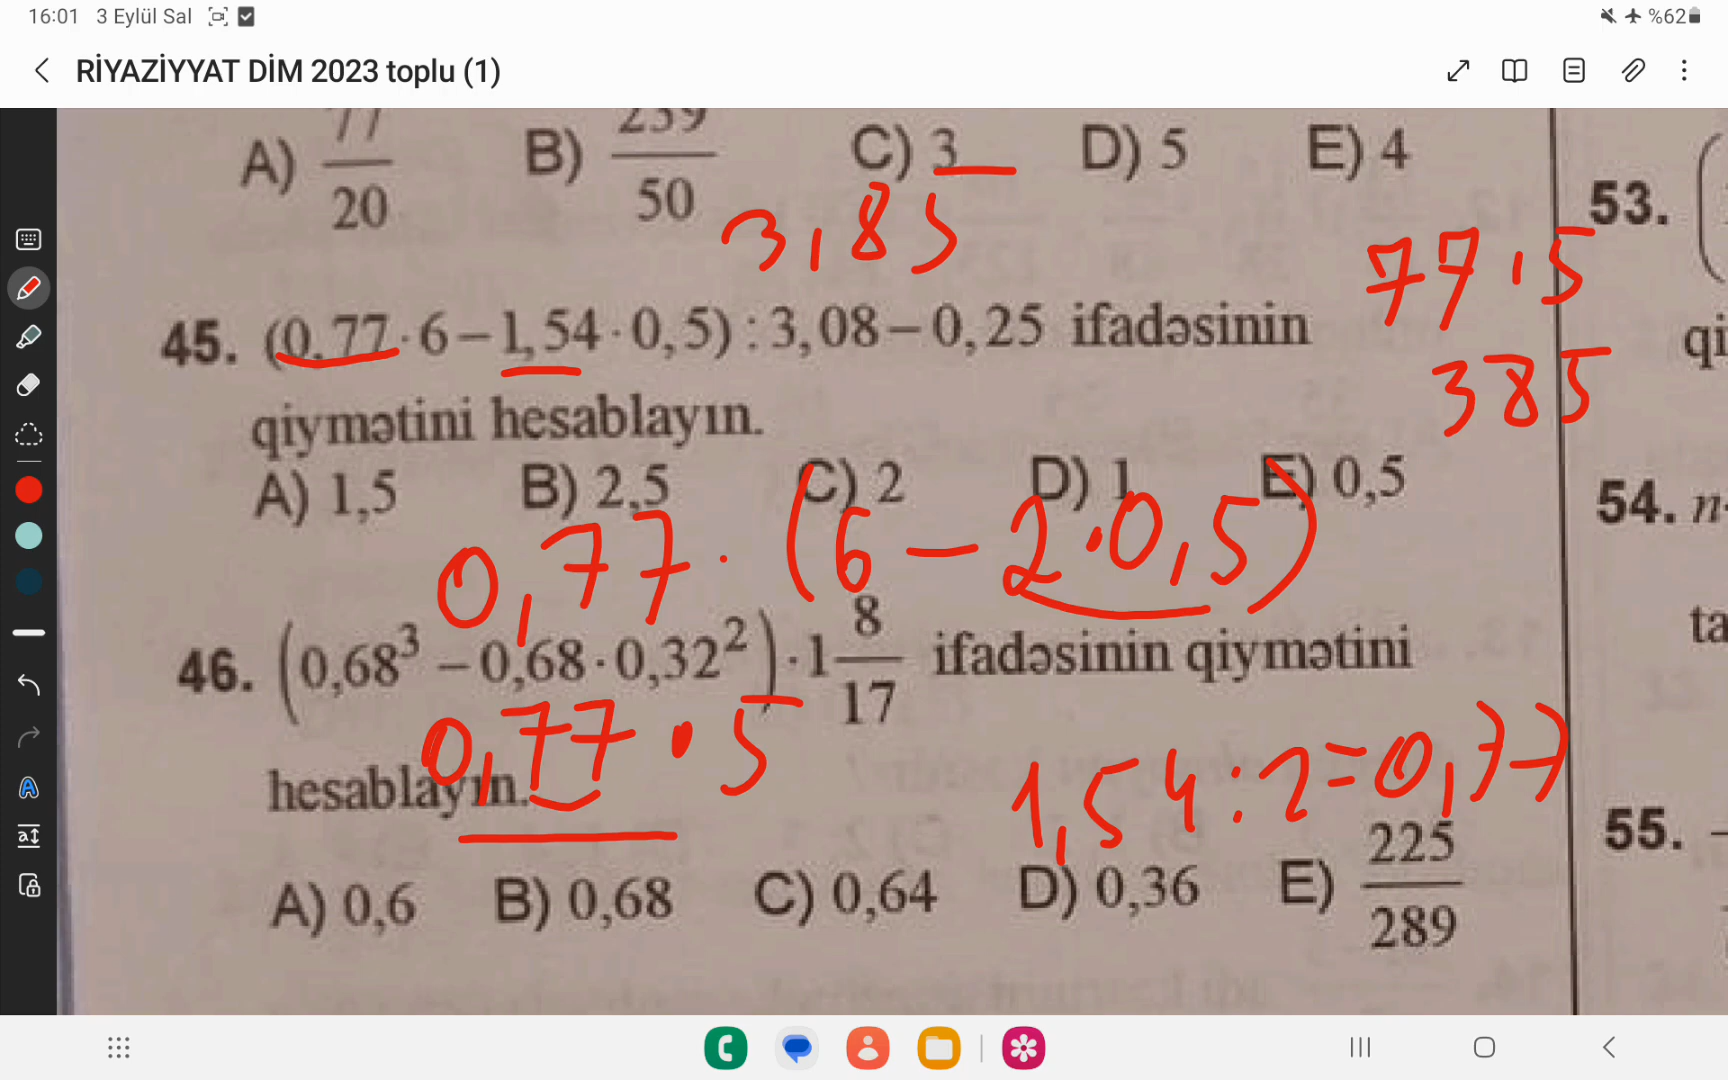 16:01 3 Eylül Sal %62
RİYAZİYYAT DİM 2023 toplu (1)
A) 77/20 B) 239/50 C) 3 D) 5 E) 4
53.
3,85
77.5
45. (0,77·6–1,54·0,5):3,08–0,25 ifadəsinin
qi
385
qiymətini hesablayın.
A) 1,5 B) 2,5 C) 2 D) 1 E) 0,5
54. n
0,77·(6–2·0,5)
46. (0,68³ – 0,68·0,32²)·1 8/17 ifadəsinin qiymətini
ta
0,77·5
hesablayın.
1,54:2=0,77
55.
A) 0,6 B) 0,68 C) 0,64 D) 0,36 E) 225/289